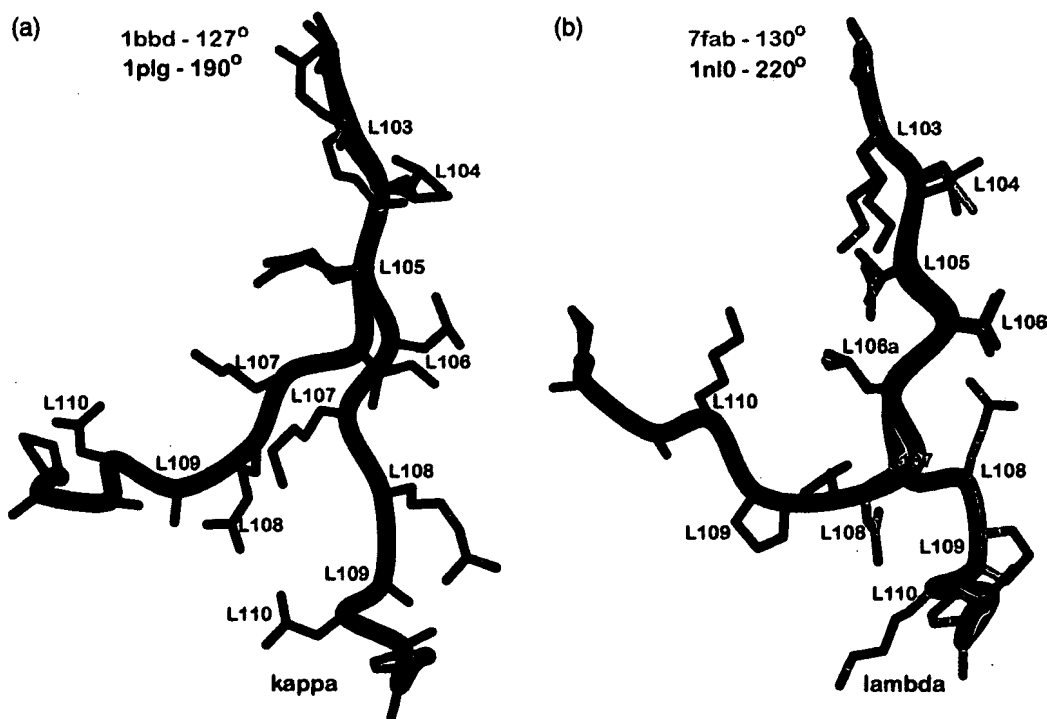 (a)
1bbd - 127°
1plg - 190°
L103
L104
L105
L107
L106
L107
L110
L109
L108
L108
L109
L110
kappa
(b)
7fab - 130°
1nl0 - 220°
L103
L104
L105
L106
L106a
L110
L108
L109
L108
L109
L110
lambda